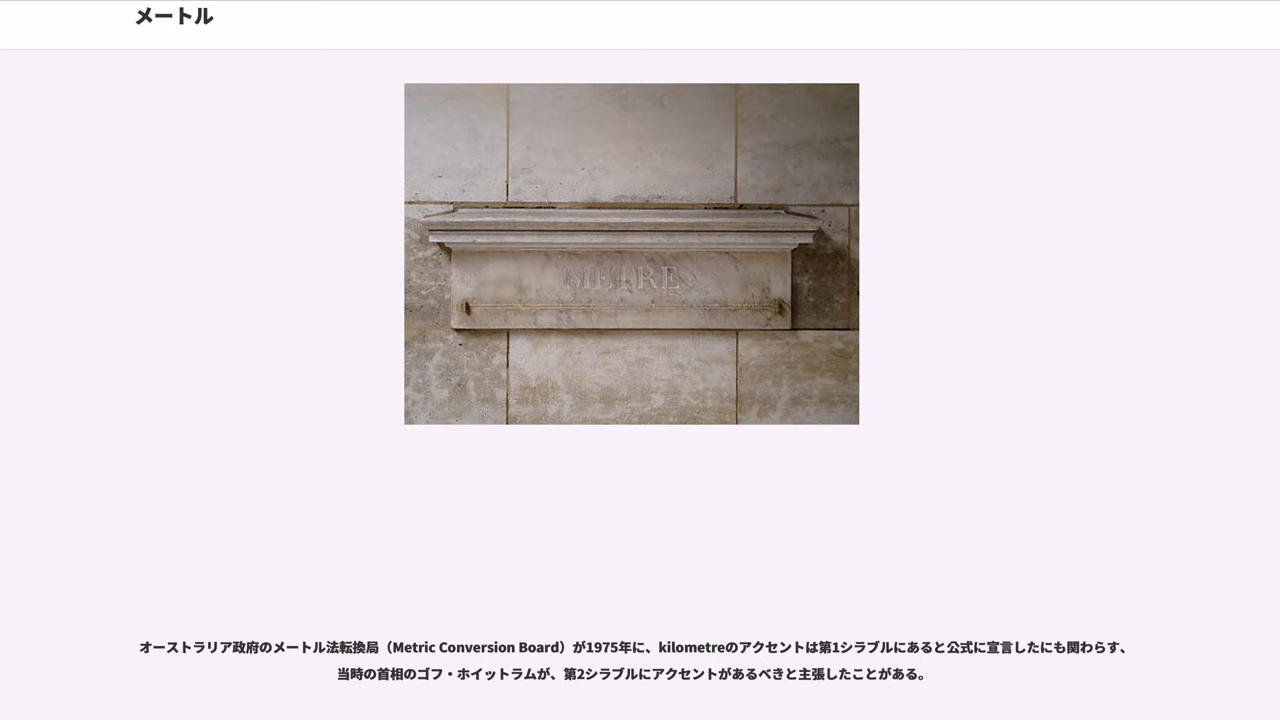 メートル
METRE
オーストラリア政府のメートル法転換局（Metric Conversion Board）が1975年に、kilometreのアクセントは第1シラブルにあると公式に宣言したにも関わらす、
当時の首相のゴフ・ホイットラムが、第2シラブルにアクセントがあるべきと主張したことがある。